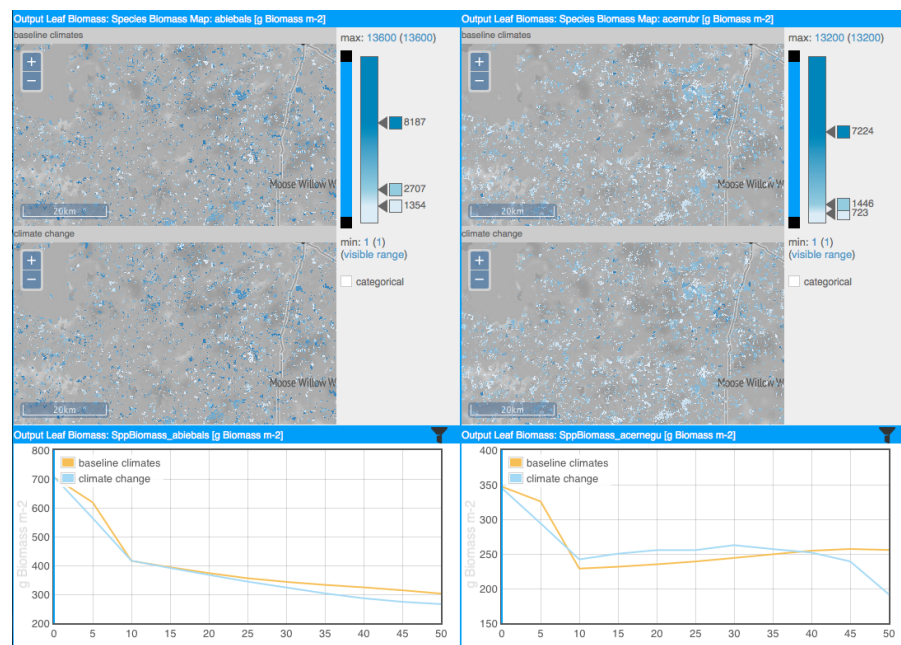 Output Leaf Biomass: Species Biomass Map: abiebals [g Biomass m-2]
baseline climates
max: 13600 (13600)
+
−
8187
2707
1354
Moose Willow W
20km
climate change
min: 1 (1)
(visible range)
categorical
+
−
Moose Willow W
20km
Output Leaf Biomass: Species Biomass Map: acerrubr [g Biomass m-2]
baseline climates
max: 13200 (13200)
+
−
7224
1446
723
Moose Willow W
20km
climate change
min: 1 (1)
(visible range)
categorical
+
−
Moose Willow W
20km
Output Leaf Biomass: SppBiomass_abiebals [g Biomass m-2]
g Biomass m-2
800
700
600
500
400
300
200
baseline climates
climate change
0 5 10 15 20 25 30 35 40 45 50
Output Leaf Biomass: SppBiomass_acernegu [g Biomass m-2]
g Biomass m-2
400
350
300
250
200
150
baseline climates
climate change
0 5 10 15 20 25 30 35 40 45 50